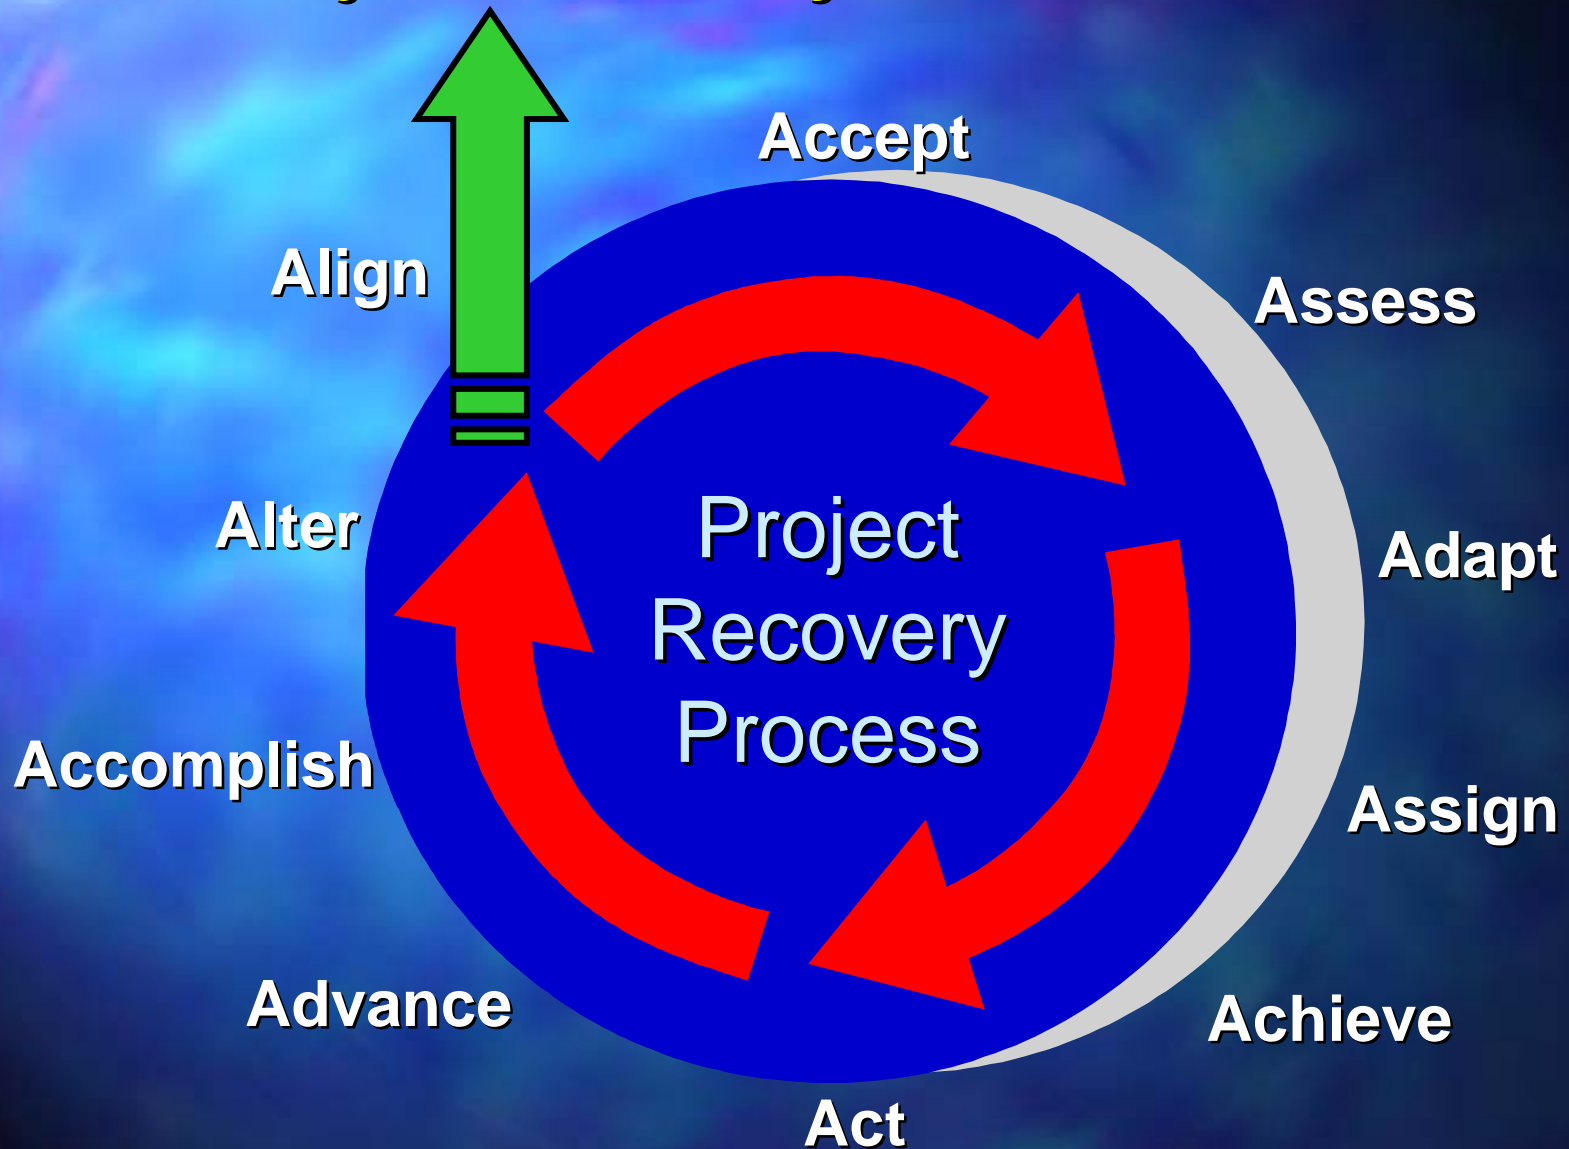 Accept
Assess
Adapt
Assign
Achieve
Act
Advance
Accomplish
Alter
Align
Project
Recovery
Process